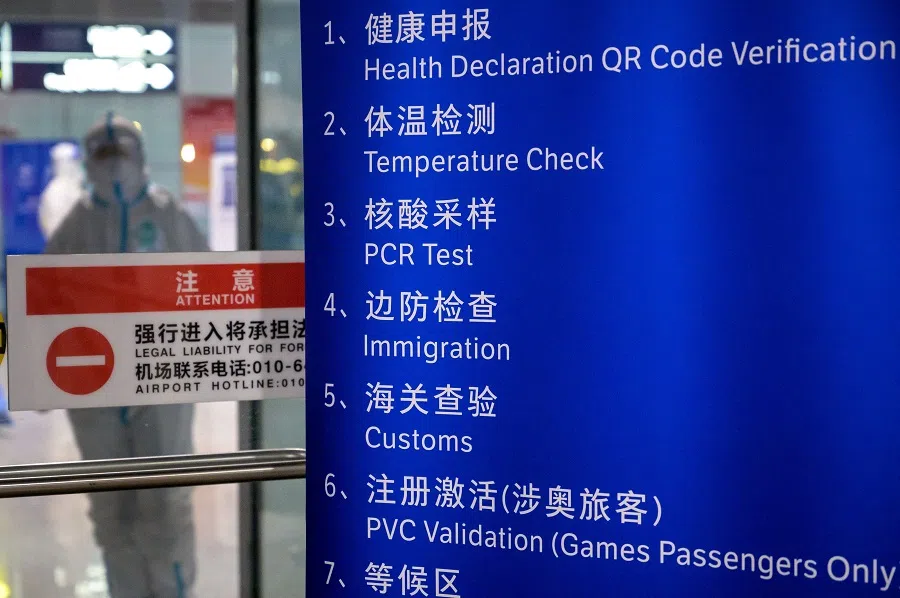 注 意
ATTENTION
强行进入将承担法
LEGAL LIABILITY FOR FOR
机场联系电话:010-6
AIRPORT HOTLINE:010
1、健康申报
Health Declaration QR Code Verification
2、体温检测
Temperature Check
3、核酸采样
PCR Test
4、边防检查
Immigration
5、海关查验
Customs
6、注册激活(涉奥旅客)
PVC Validation (Games Passengers Only
7、等候区